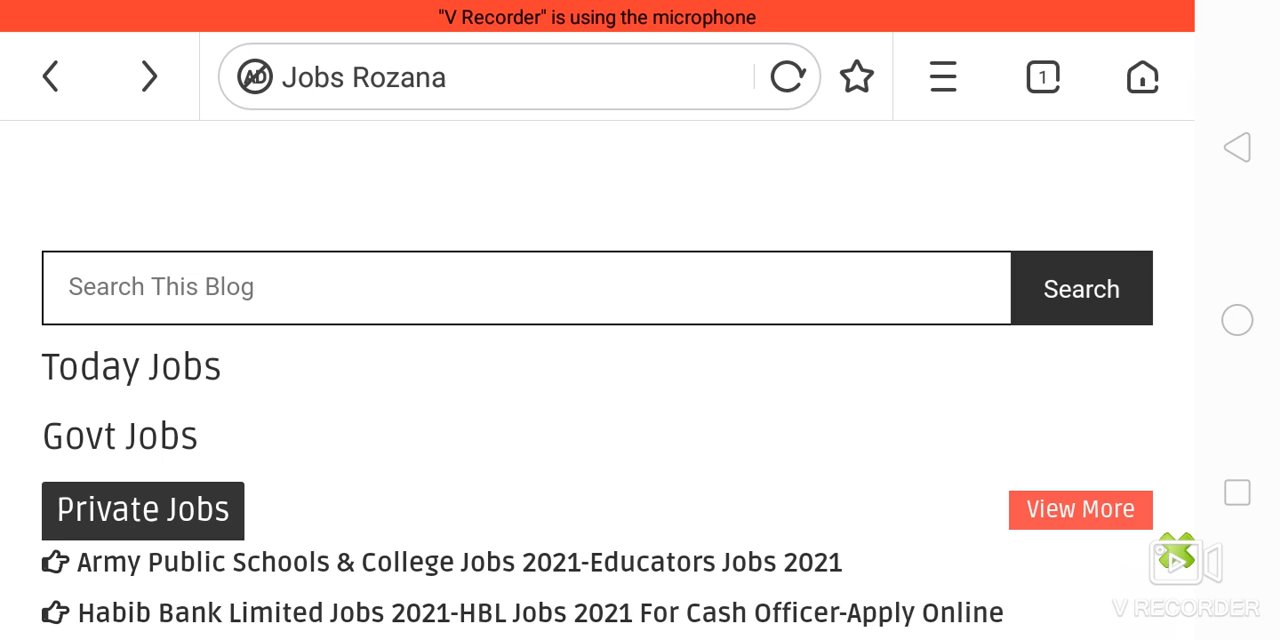 "V Recorder" is using the microphone
AD Jobs Rozana
1
Search This Blog
Search
Today Jobs
Govt Jobs
Private Jobs
View More
Army Public Schools & College Jobs 2021-Educators Jobs 2021
Habib Bank Limited Jobs 2021-HBL Jobs 2021 For Cash Officer-Apply Online
V RECORDER